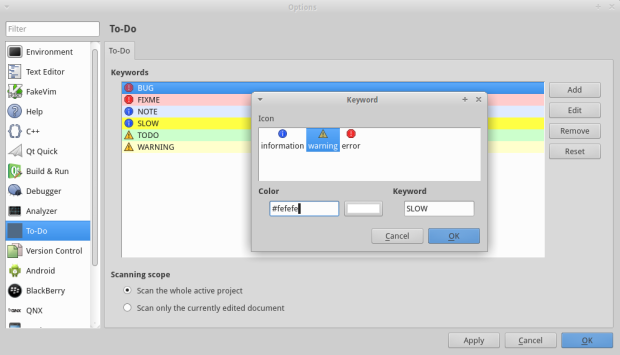 Options
Filter
To-Do
Environment
Text Editor
FakeVim
Help
C++
Qt Quick
Build & Run
Debugger
Analyzer
To-Do
Version Control
Android
BlackBerry
QNX
To-Do
Keywords
BUG
FIXME
NOTE
SLOW
TODO
WARNING
Add
Edit
Remove
Reset
Keyword
Icon
information warning error
Color Keyword
#fefefe SLOW
Cancel OK
Scanning scope
Scan the whole active project
Scan only the currently edited document
Apply Cancel OK